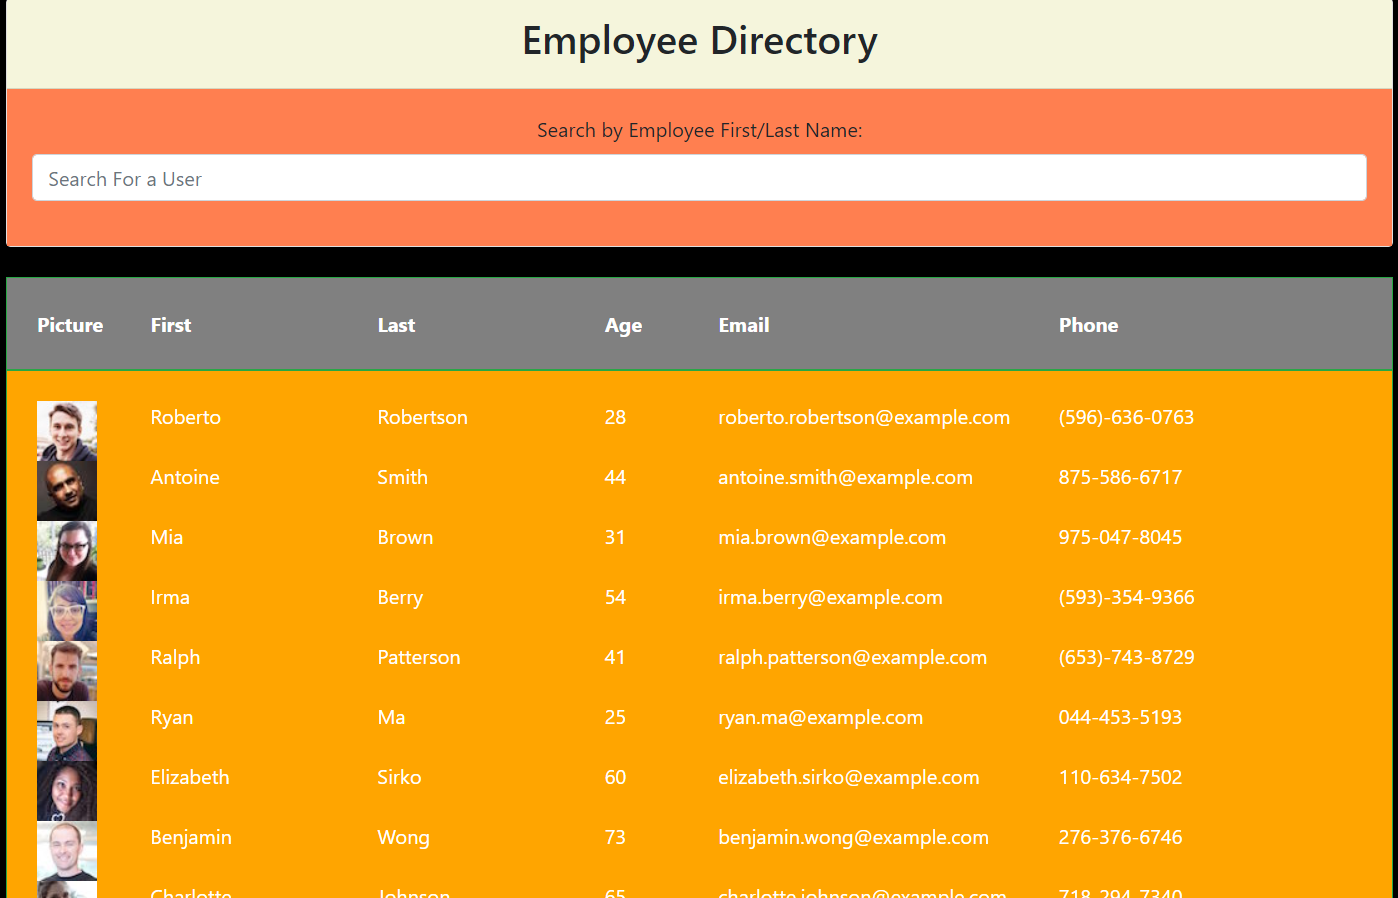 Employee Directory
Search by Employee First/Last Name:
Search For a User
Picture First Last Age Email Phone
Roberto Robertson 28 roberto.robertson@example.com (596)-636-0763
Antoine Smith 44 antoine.smith@example.com 875-586-6717
Mia Brown 31 mia.brown@example.com 975-047-8045
Irma Berry 54 irma.berry@example.com (593)-354-9366
Ralph Patterson 41 ralph.patterson@example.com (653)-743-8729
Ryan Ma 25 ryan.ma@example.com 044-453-5193
Elizabeth Sirko 60 elizabeth.sirko@example.com 110-634-7502
Benjamin Wong 73 benjamin.wong@example.com 276-376-6746
Charlotte Johnson 65 charlotte.johnson@example.com 718-294-7340